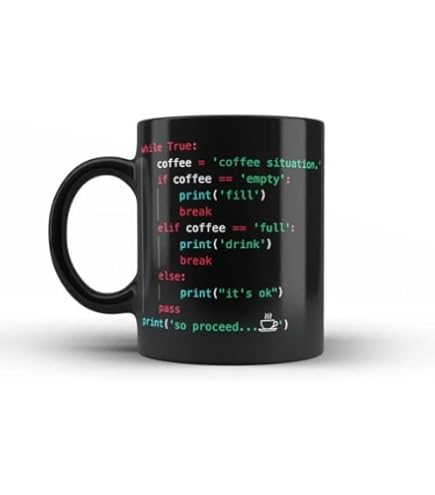 while True:
    coffee = 'coffee situation.'
    if coffee == 'empty':
        print('fill')
        break
    elif coffee == 'full':
        print('drink')
        break
    else:
        print("it's ok")
    pass
print('so proceed...☕')